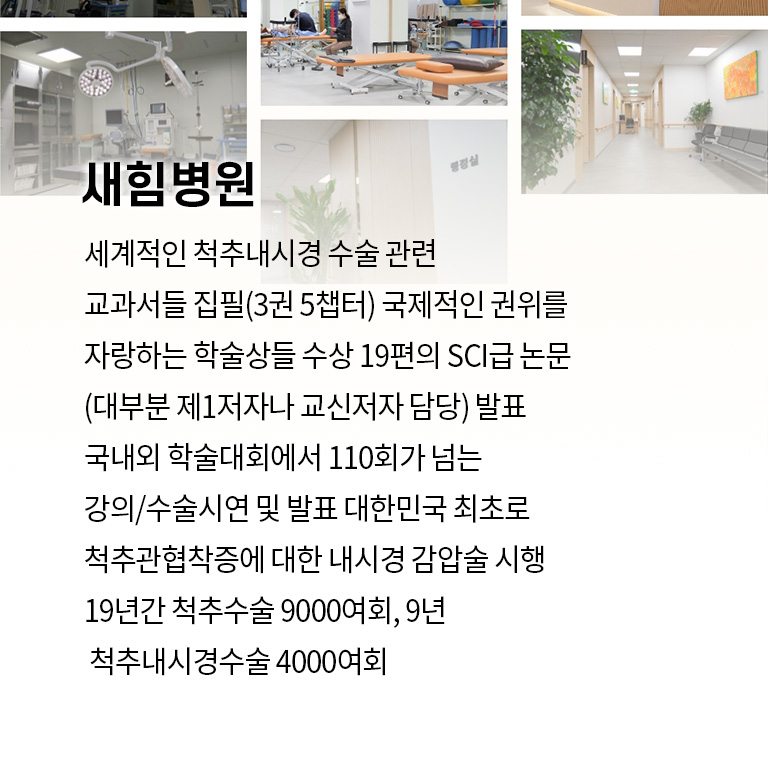 행정실
새힘병원
세계적인 척추내시경 수술 관련
교과서들 집필(3권 5챕터) 국제적인 권위를
자랑하는 학술상들 수상 19편의 SCI급 논문
(대부분 제1저자나 교신저자 담당) 발표
국내외 학술대회에서 110회가 넘는
강의/수술시연 및 발표 대한민국 최초로
척추관협착증에 대한 내시경 감압술 시행
19년간 척추수술 9000여회, 9년
척추내시경수술 4000여회